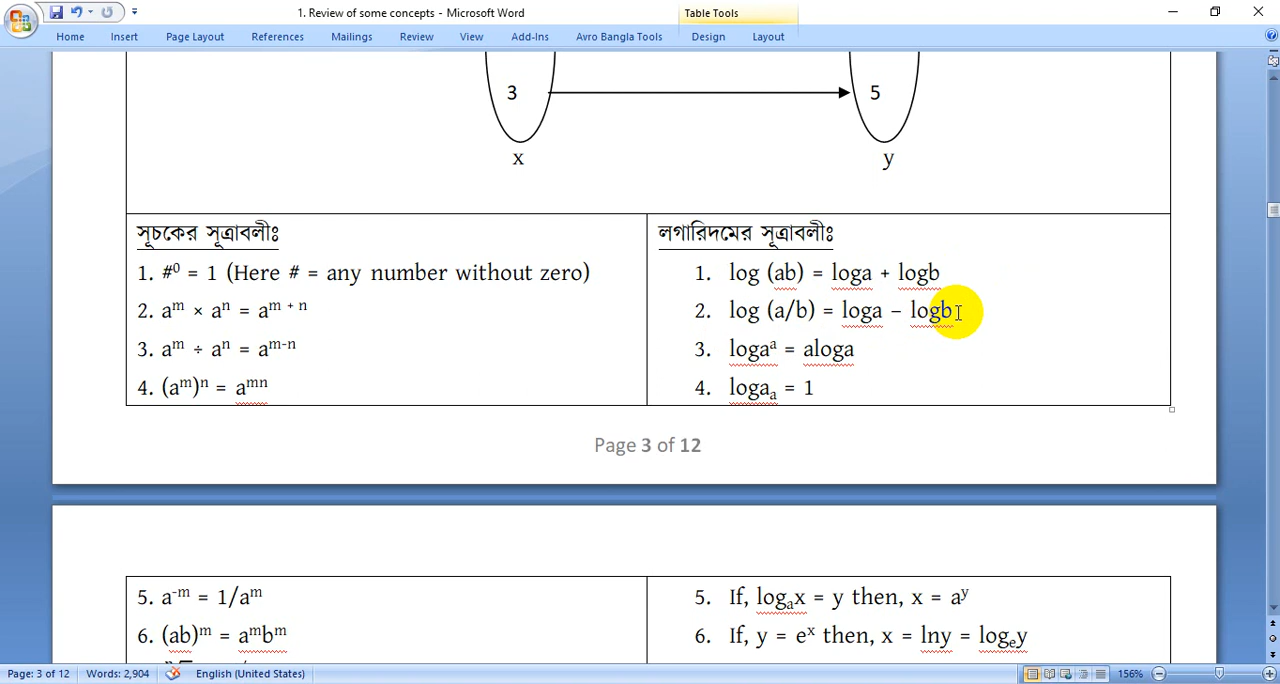 1. Review of some concepts - Microsoft Word
Table Tools
Home Insert Page Layout References Mailings Review View Add-Ins Avro Bangla Tools Design Layout
3 5
x y
সূচকের সূত্রাবলীঃ
1. #⁰ = 1 (Here # = any number without zero)
2. aᵐ × aⁿ = aᵐ ⁺ ⁿ
3. aᵐ ÷ aⁿ = aᵐ⁻ⁿ
4. (aᵐ)ⁿ = aᵐⁿ
লগারিদমের সূত্রাবলীঃ
1. log (ab) = loga + logb
2. log (a/b) = loga – logb
3. logaᵃ = aloga
4. logaₐ = 1
Page 3 of 12
5. a⁻ᵐ = 1/aᵐ
6. (ab)ᵐ = aᵐbᵐ
5. If, logₐx = y then, x = aʸ
6. If, y = eˣ then, x = lny = logₑy
Page: 3 of 12 Words: 2,904 English (United States) 156%